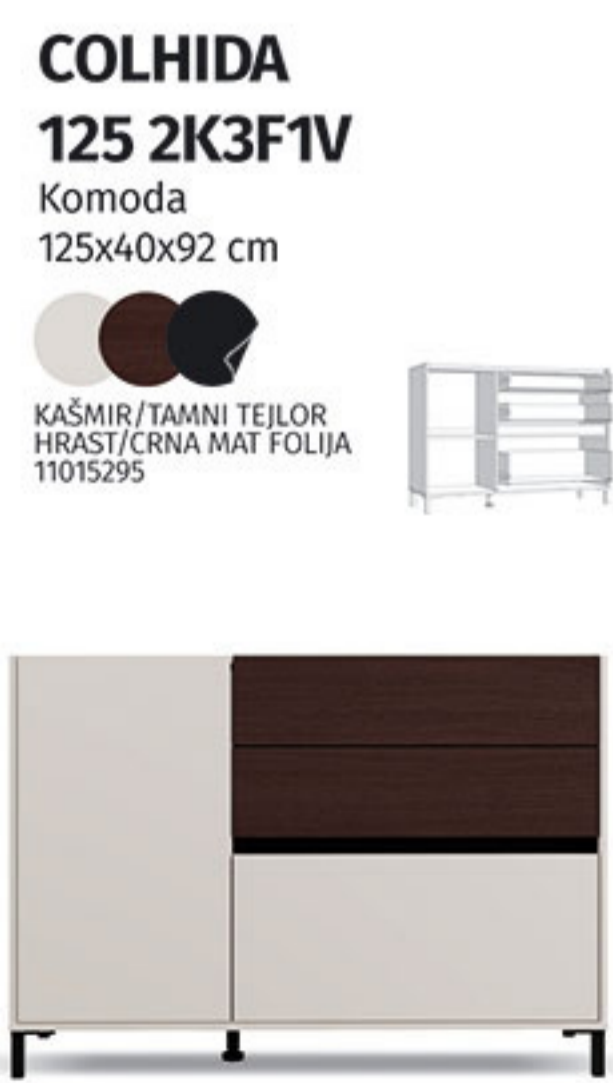 COLHIDA
125 2K3F1V
Komoda
125x40x92 cm
KAŠMIR/TAMNI TEJLOR
HRAST/CRNA MAT FOLIJA
11015295